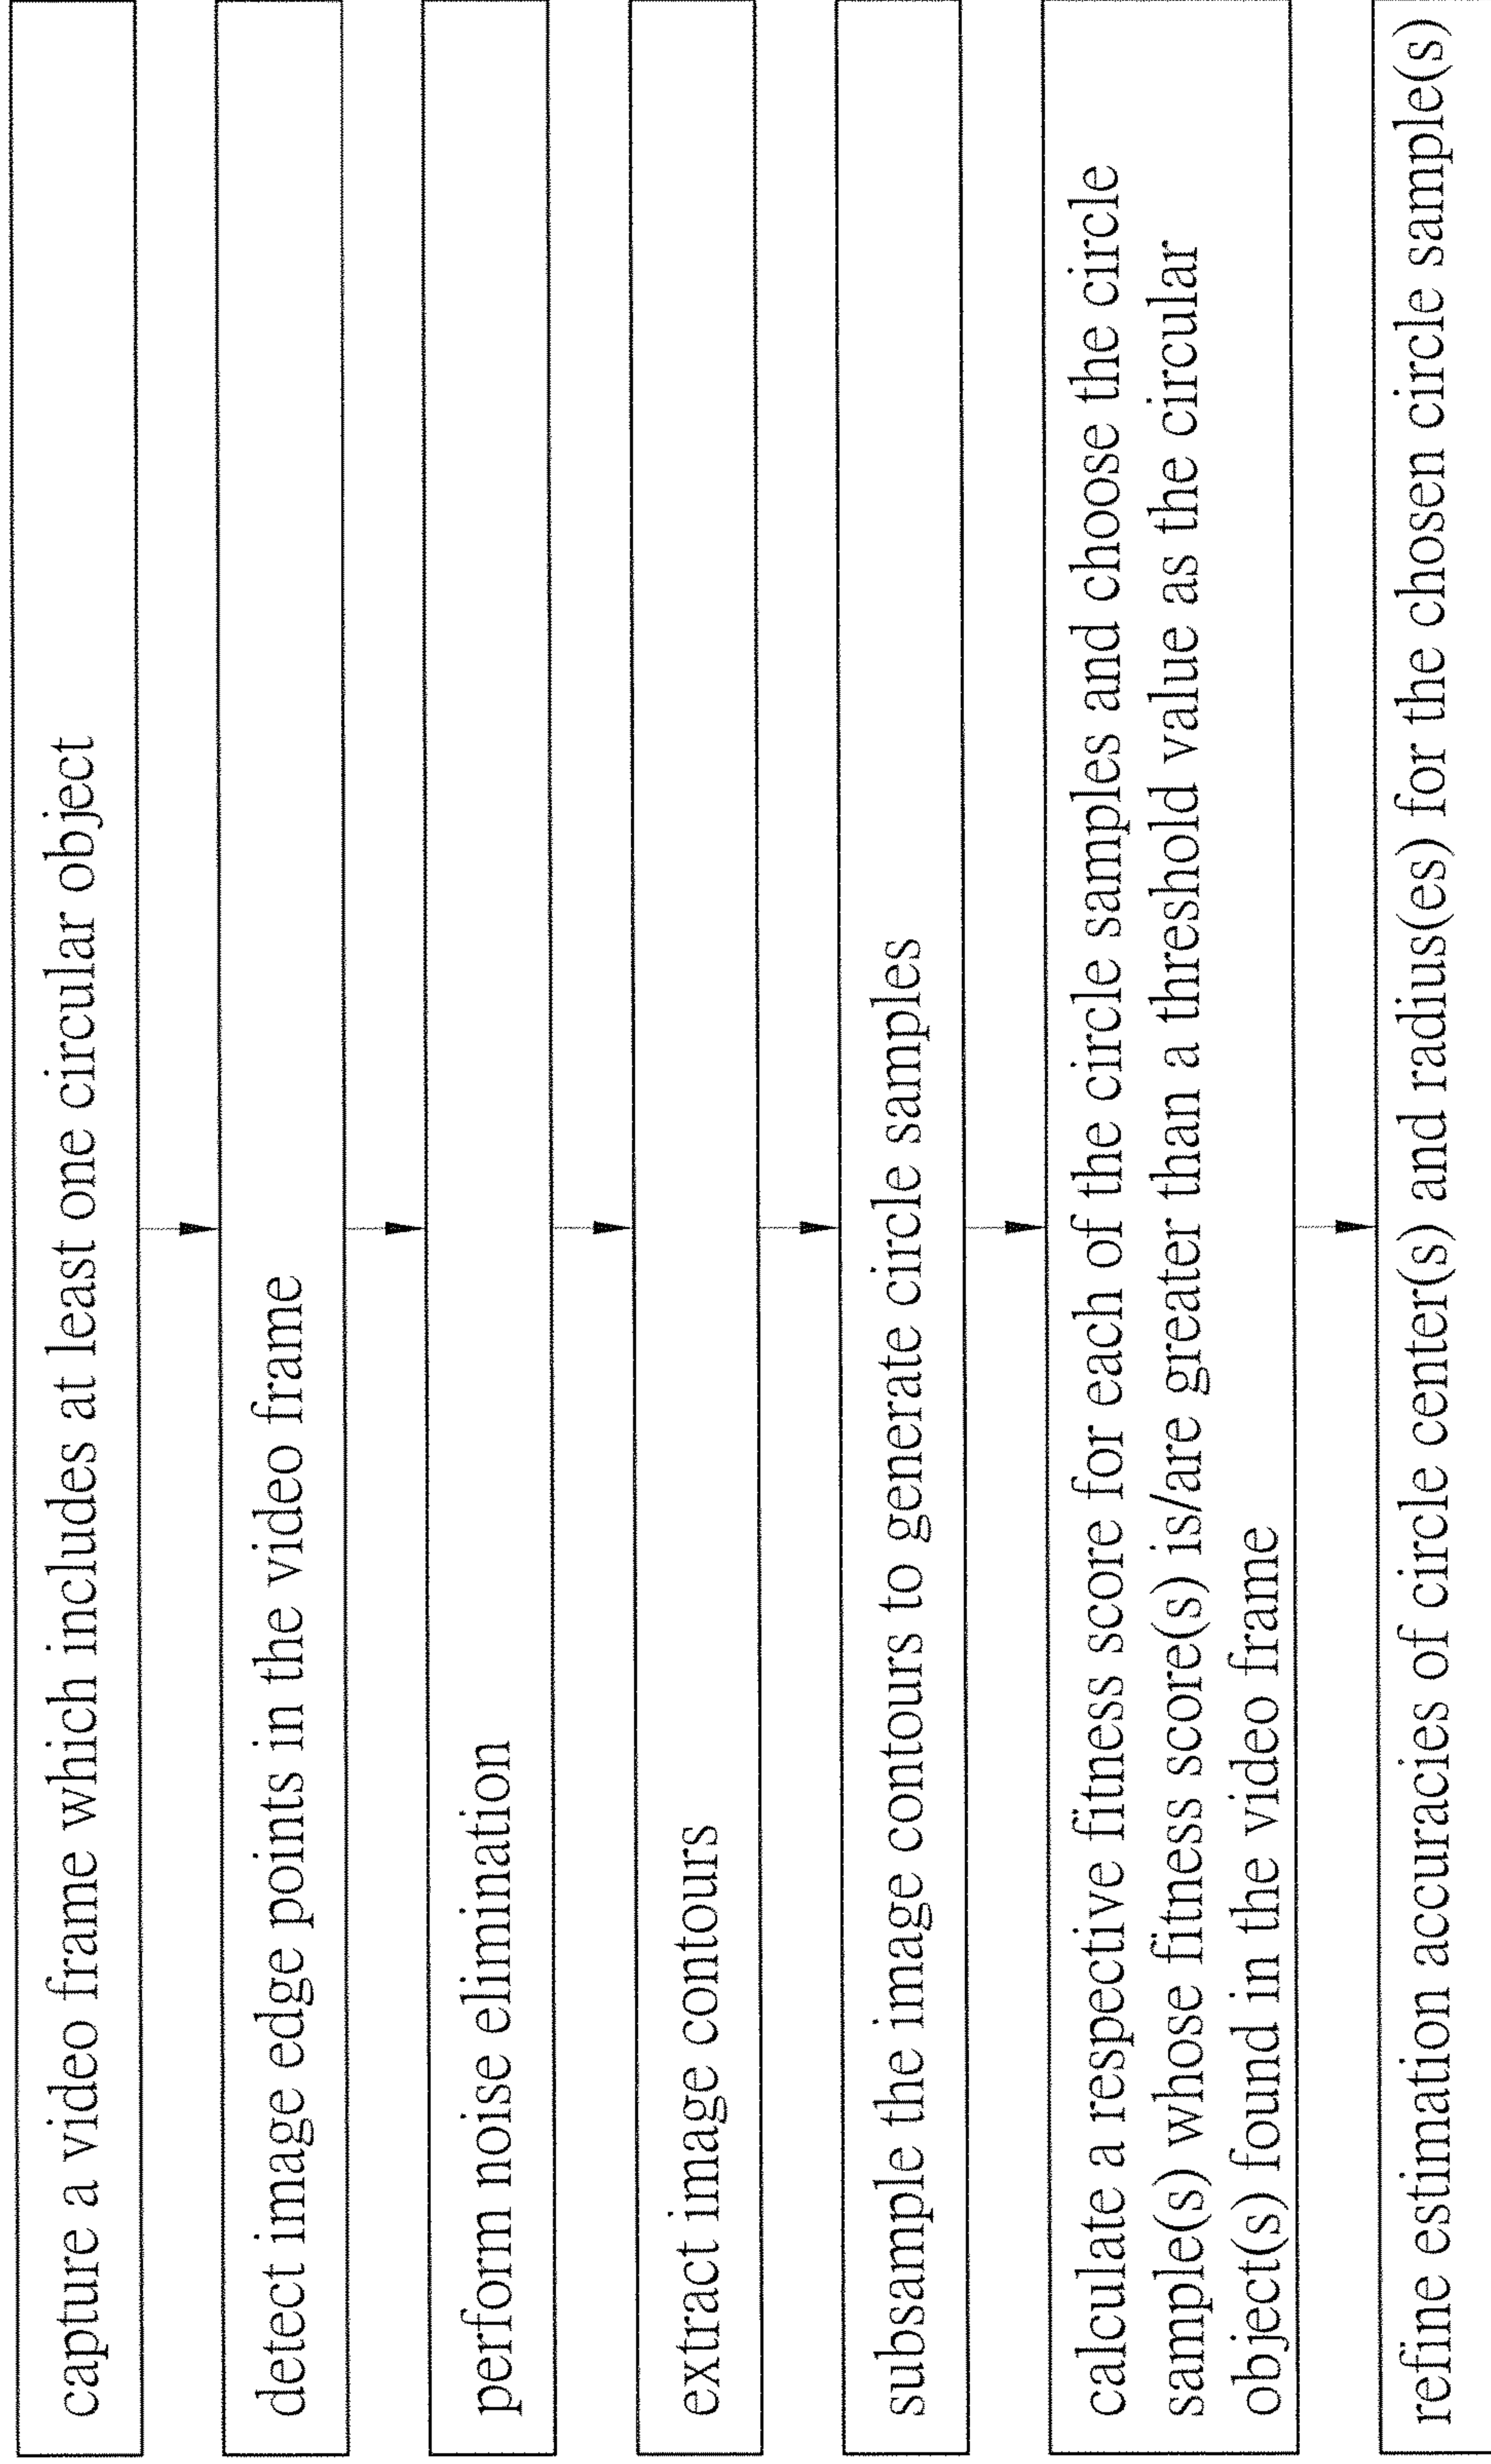 capture a video frame which includes at least one circular object
detect image edge points in the video frame
perform noise elimination
extract image contours
subsample the image contours to generate circle samples
calculate a respective fitness score for each of the circle samples and choose the circle
sample(s) whose fitness score(s) is/are greater than a threshold value as the circular
object(s) found in the video frame
refine estimation accuracies of circle center(s) and radius(es) for the chosen circle sample(s)